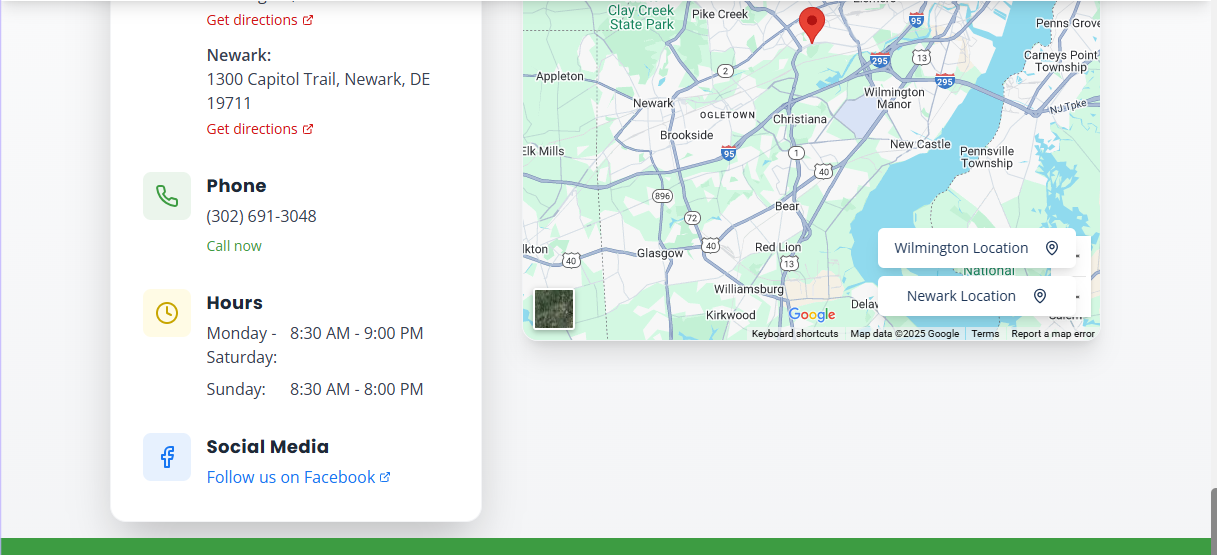 Get directions
Newark:
1300 Capitol Trail, Newark, DE
19711
Get directions
Phone
(302) 691-3048
Call now
Hours
Monday - 8:30 AM - 9:00 PM
Saturday:
Sunday: 8:30 AM - 8:00 PM
Social Media
Follow us on Facebook
Clay Creek
State Park
Pike Creek
95
Penns Grove
295
13
Carneys Point
Township
2
Appleton
295
Newark
Wilmington
Manor
NJ Tpke
OGLETOWN
Christiana
Brookside
New Castle
Elk Mills
95
1
Pennsville
Township
40
896
Bear
72
lkton
40
40
Glasgow
Red Lion
13
Wilmington Location
National
Williamsburg
Newark Location
Delaw
Kirkwood
Google
Keyboard shortcuts
Map data ©2025 Google
Terms
Report a map error